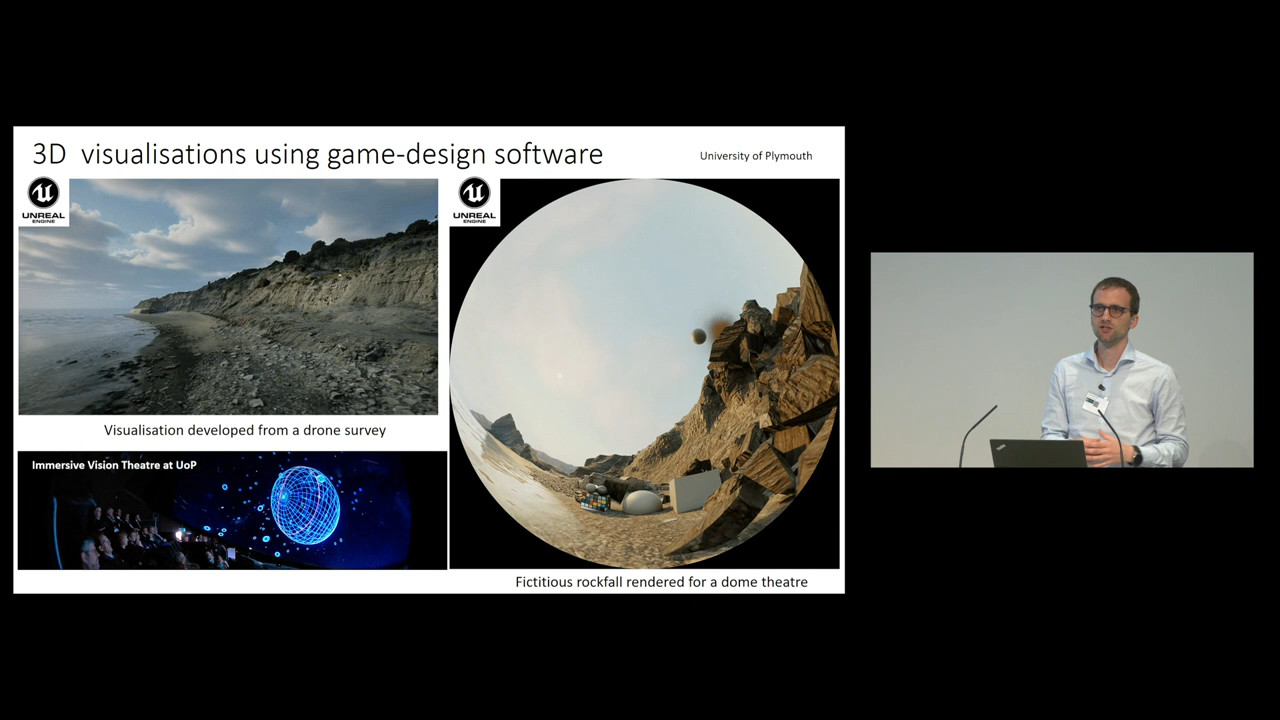 3D visualisations using game-design software
University of Plymouth
UNREAL
ENGINE
UNREAL
ENGINE
Visualisation developed from a drone survey
Immersive Vision Theatre at UoP
Fictitious rockfall rendered for a dome theatre